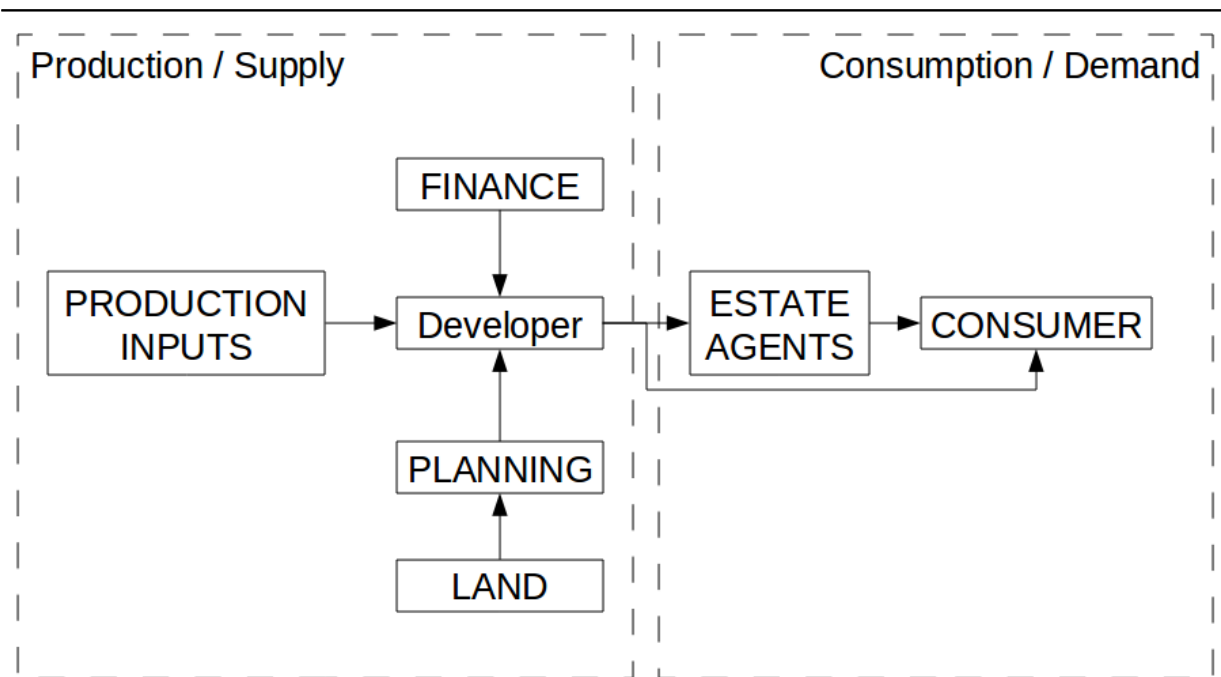 Production / Supply
Consumption / Demand
FINANCE
PRODUCTION
INPUTS
Developer
ESTATE
AGENTS
CONSUMER
PLANNING
LAND